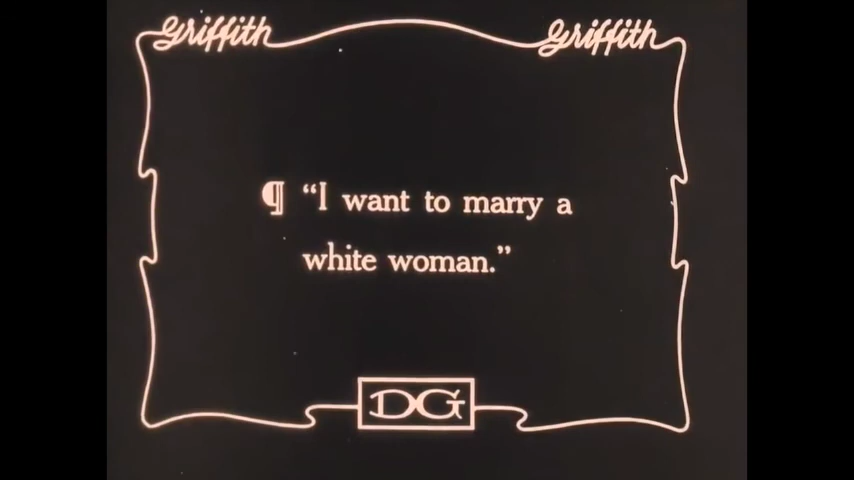 Griffith Griffith
¶ “I want to marry a
white woman.”
DG